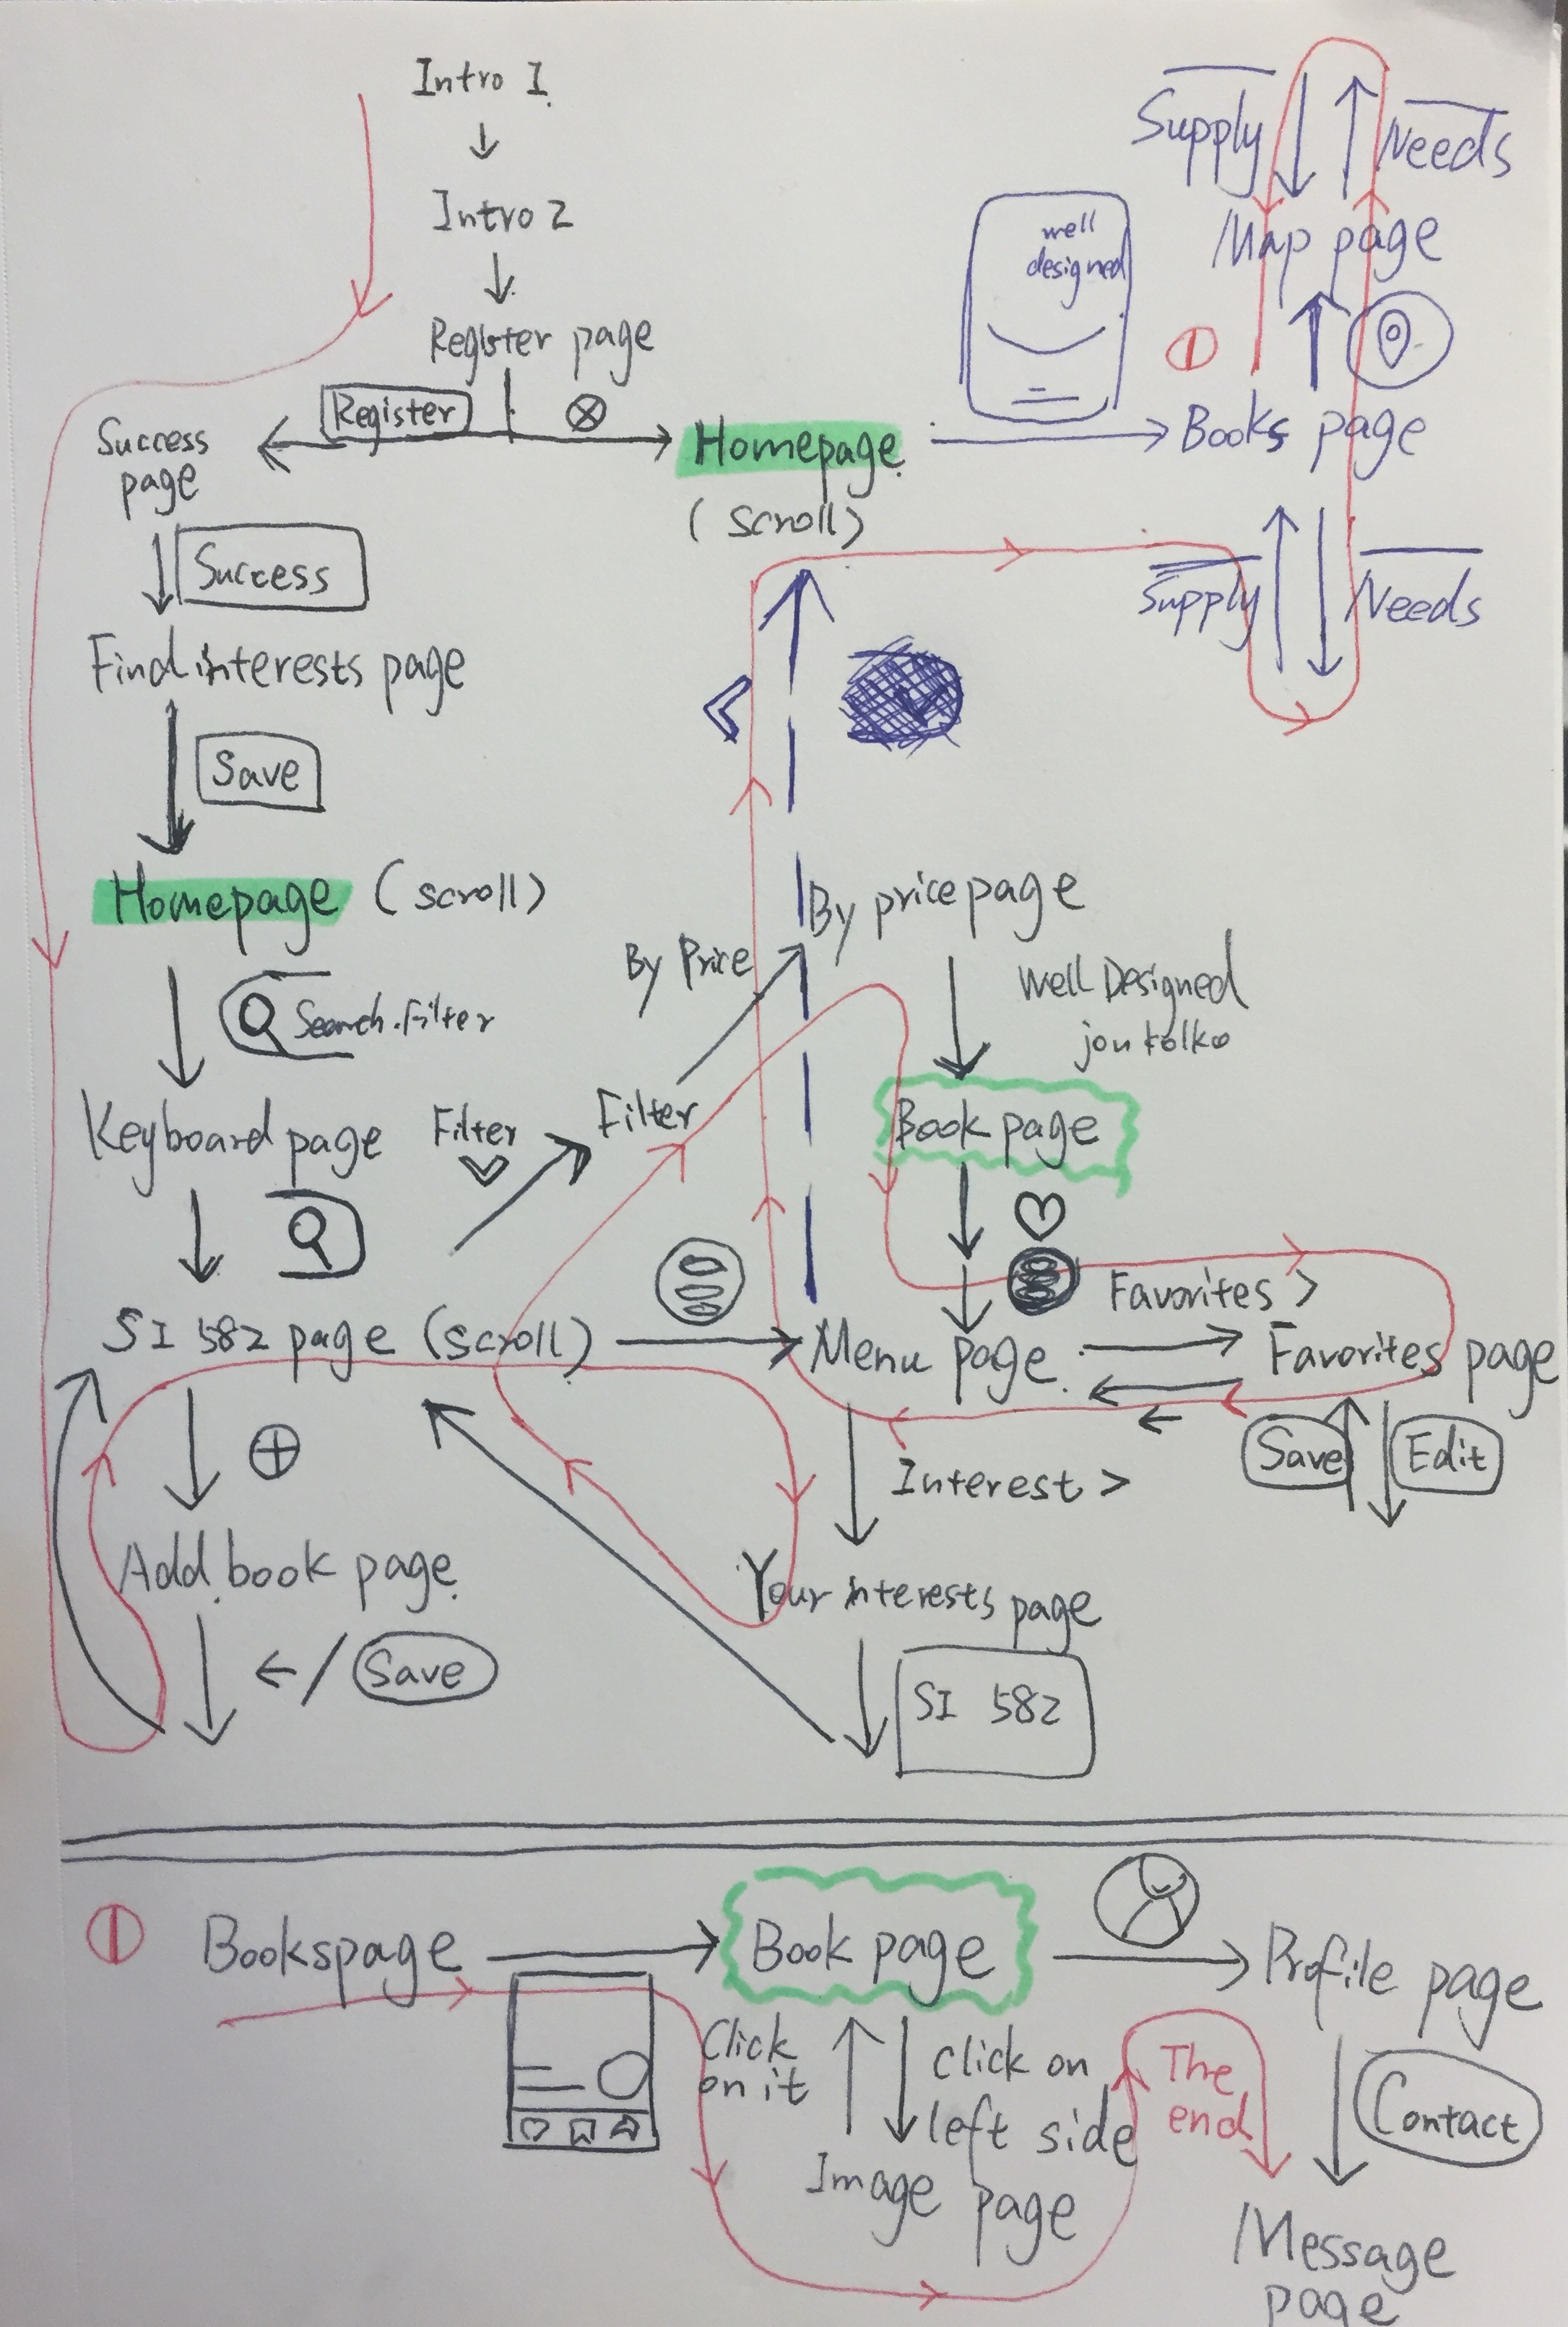 Intro 1
Intro 2
Register page
Register
Success
page
Success
Find interests page
Save
Homepage (scroll)
Search.filter
Keyboard page
Filter
Filter
By Price
By price page
Well Designed
jon kolko
Book page
SI 582 page (scroll)
Menu page
Favorites >
Favorites page
Save
Edit
Interest >
Add book page
← / Save
Your interests page
SI 582
Homepage
(scroll)
well
designed
Books page
Supply
Needs
Map page
Supply
Needs
Bookspage
Book page
Profile page
Click
on it
click on
left side
Image page
The
end
Contact
Message
page